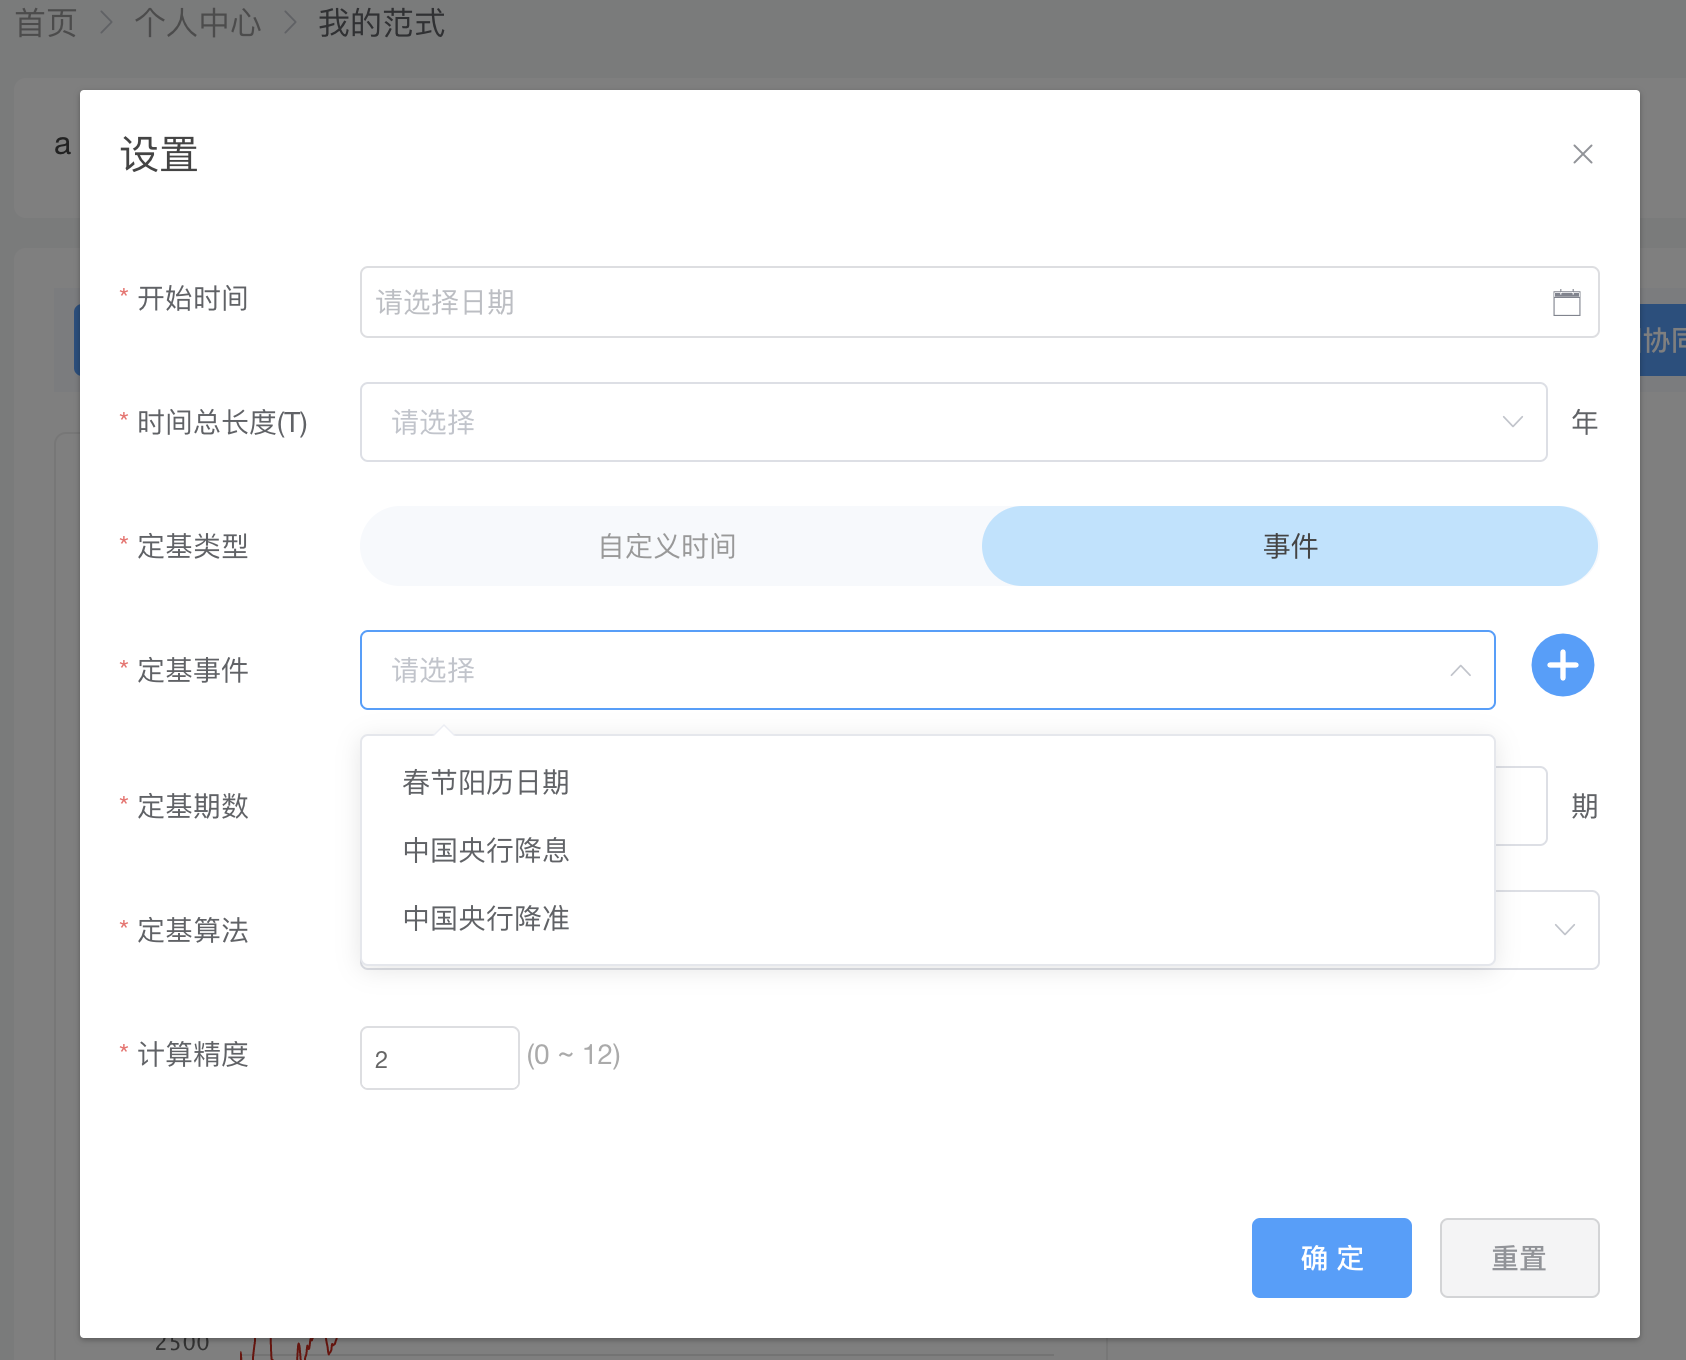 首页 > 个人中心 > 我的范式
a
设置
* 开始时间 请选择日期
协同
* 时间总长度(T) 请选择 年
* 定基类型 自定义时间 事件
* 定基事件 请选择
春节阳历日期
* 定基期数 期
中国央行降息
中国央行降准
* 定基算法
* 计算精度 2 (0 ~ 12)
确 定 重置
2500